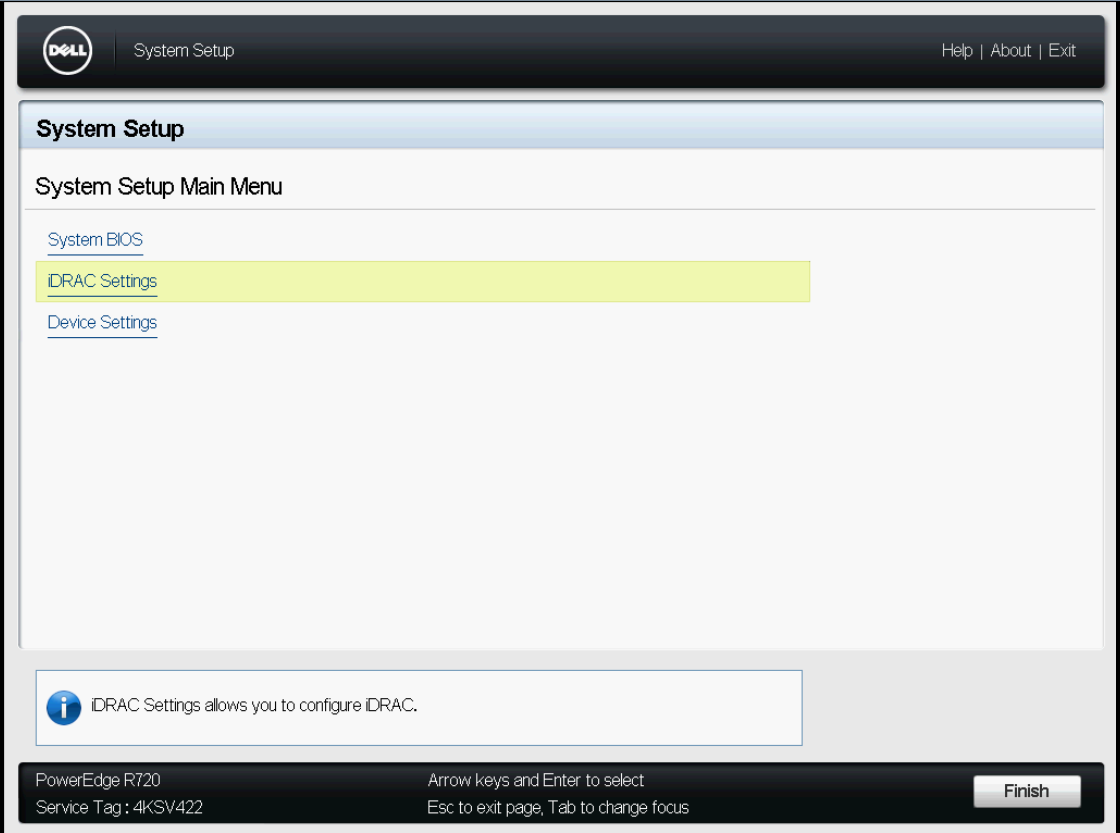 DELL
System Setup
Help | About | Exit
System Setup
System Setup Main Menu
System BIOS
iDRAC Settings
Device Settings
iDRAC Settings allows you to configure iDRAC.
PowerEdge R720
Service Tag : 4KSV422
Arrow keys and Enter to select
Esc to exit page, Tab to change focus
Finish